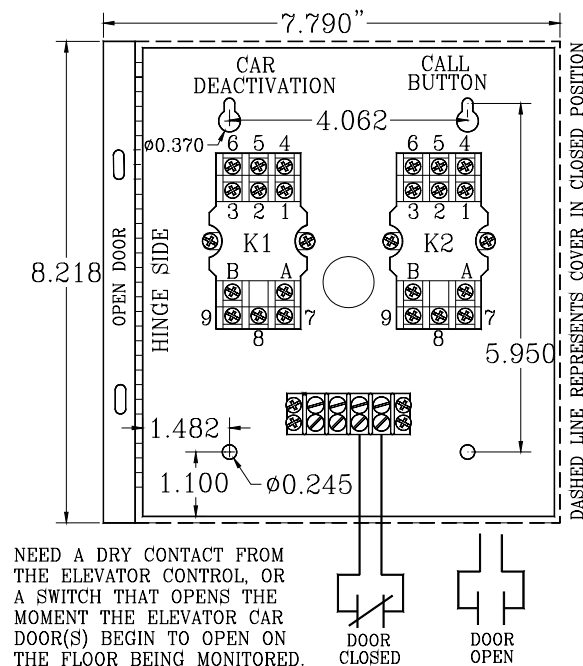 7.790”
CAR
DEACTIVATION
CALL
BUTTON
4.062
ø0.370
6 5 4
6 5 4
3 2 1
3 2 1
K1
K2
B A
B A
9 7
8
9 7
8
8.218
OPEN DOOR
HINGE SIDE
5.950
DASHED LINE REPRESENTS COVER IN CLOSED POSITION
1.482
1.100
ø0.245
NEED A DRY CONTACT FROM
THE ELEVATOR CONTROL, OR
A SWITCH THAT OPENS THE
MOMENT THE ELEVATOR CAR
DOOR(S) BEGIN TO OPEN ON
THE FLOOR BEING MONITORED.
DOOR
CLOSED
DOOR
OPEN